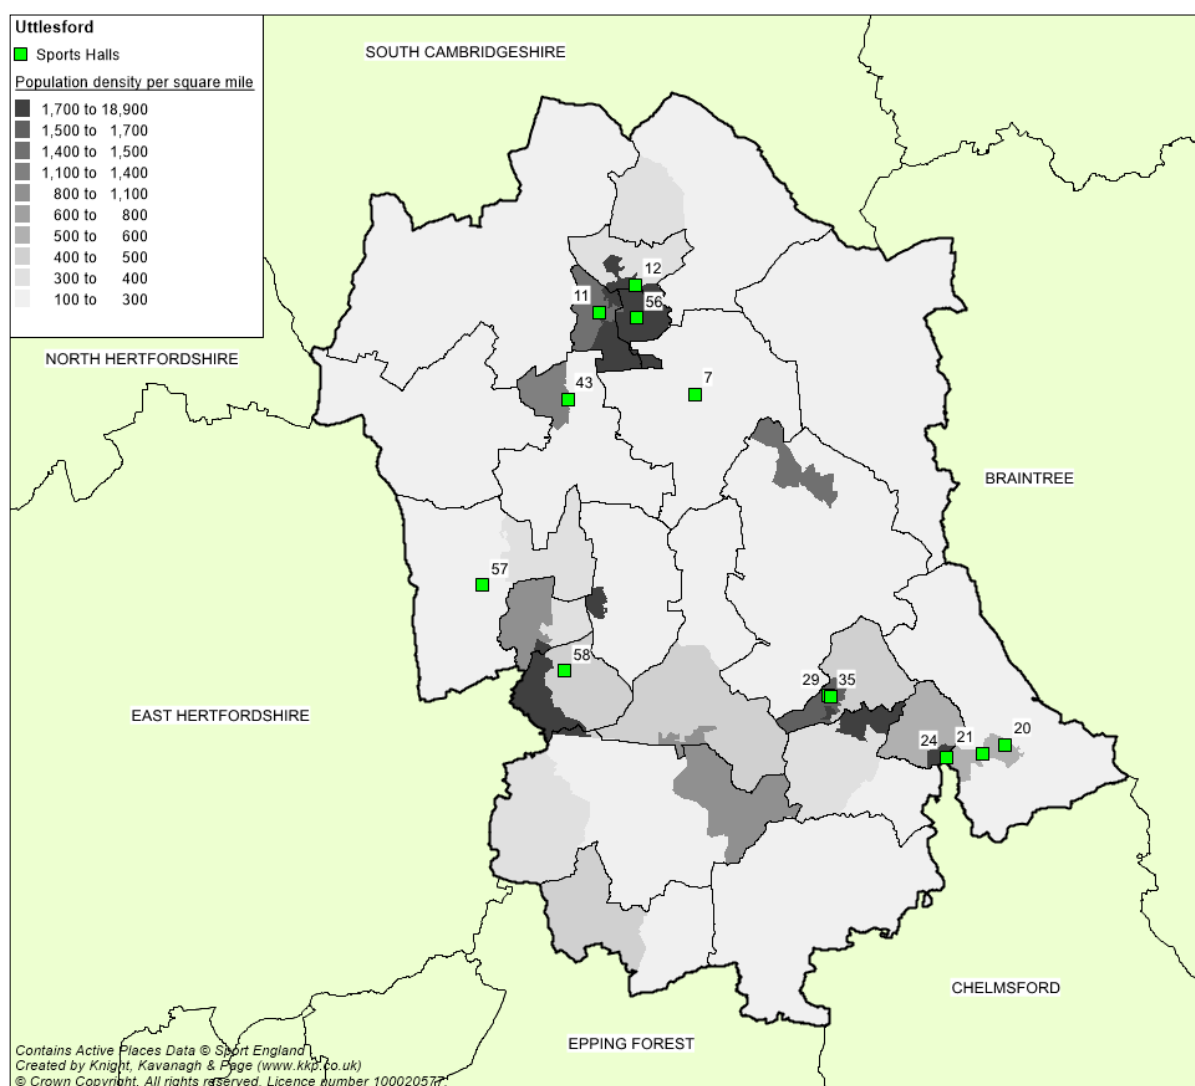 Uttlesford
Sports Halls
Population density per square mile
1,700 to 18,900
1,500 to 1,700
1,400 to 1,500
1,100 to 1,400
800 to 1,100
600 to 800
500 to 600
400 to 500
300 to 400
100 to 300
SOUTH CAMBRIDGESHIRE
12
11
56
NORTH HERTFORDSHIRE
43
7
BRAINTREE
57
58
29
35
EAST HERTFORDSHIRE
24
21
20
CHELMSFORD
EPPING FOREST
Contains Active Places Data © Sport England
Created by Knight, Kavanagh & Page (www.kkp.co.uk)
© Crown Copyright. All rights reserved. Licence number 100020577.